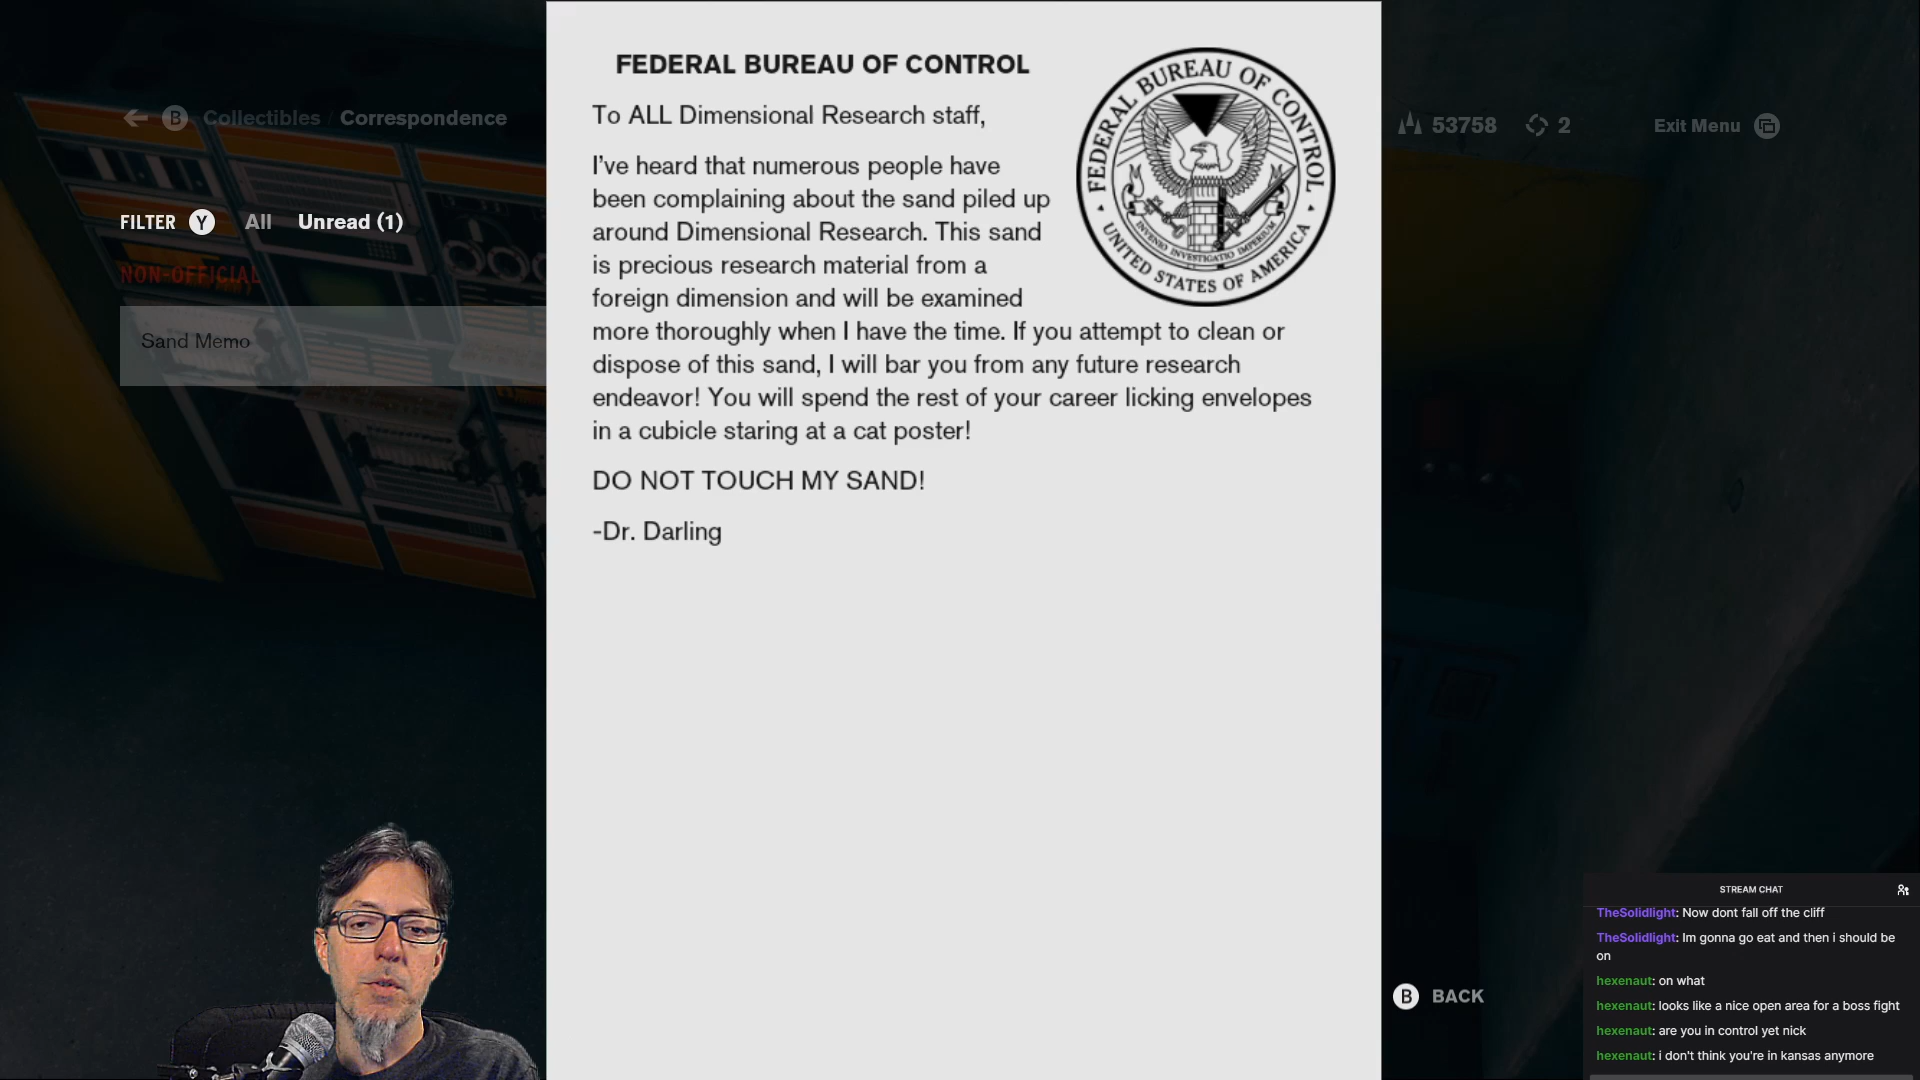 FEDERAL BUREAU OF CONTROL
To ALL Dimensional Research staff,
I've heard that numerous people have
been complaining about the sand piled up
around Dimensional Research. This sand
is precious research material from a
foreign dimension and will be examined
more thoroughly when I have the time. If you attempt to clean or
dispose of this sand, I will bar you from any future research
endeavor! You will spend the rest of your career licking envelopes
in a cubicle staring at a cat poster!
DO NOT TOUCH MY SAND!
-Dr. Darling
FEDERAL BUREAU OF CONTROL
UNITED STATES OF AMERICA
INVENIO INVESTIGATIO IMPERIUM
B Collectibles / Correspondence
FILTER Y All Unread (1)
NON-OFFICIAL
Sand Memo
53758 2 Exit Menu
B BACK
STREAM CHAT
TheSolidlight: Now dont fall off the cliff
TheSolidlight: Im gonna go eat and then i should be
on
hexenaut: on what
hexenaut: looks like a nice open area for a boss fight
hexenaut: are you in control yet nick
hexenaut: i don't think you're in kansas anymore